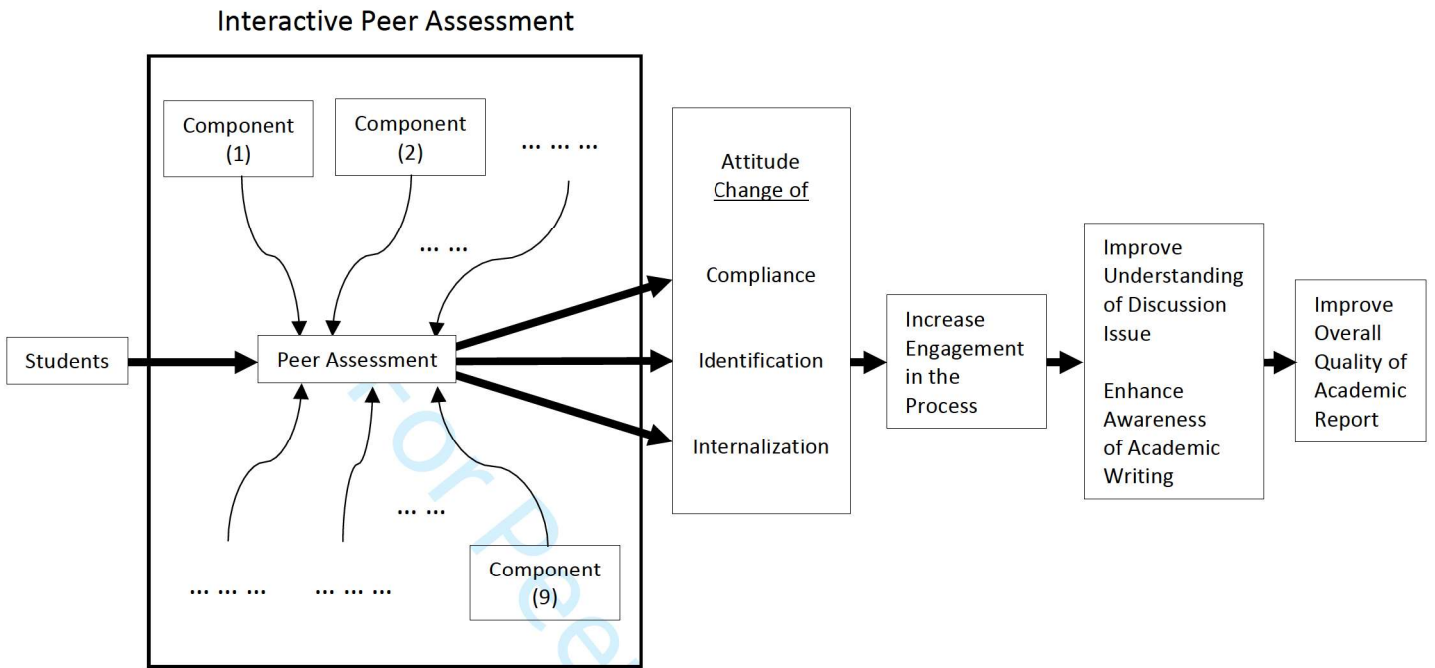 Interactive Peer Assessment
Component
(1)
Component
(2)
... ... ...
... ...
Students
Peer Assessment
... ...
... ... ...
... ... ...
Component
(9)
Attitude
Change of
Compliance
Identification
Internalization
Increase
Engagement
in the
Process
Improve
Understanding
of Discussion
Issue
Enhance
Awareness
of Academic
Writing
Improve
Overall
Quality of
Academic
Report
For Peer